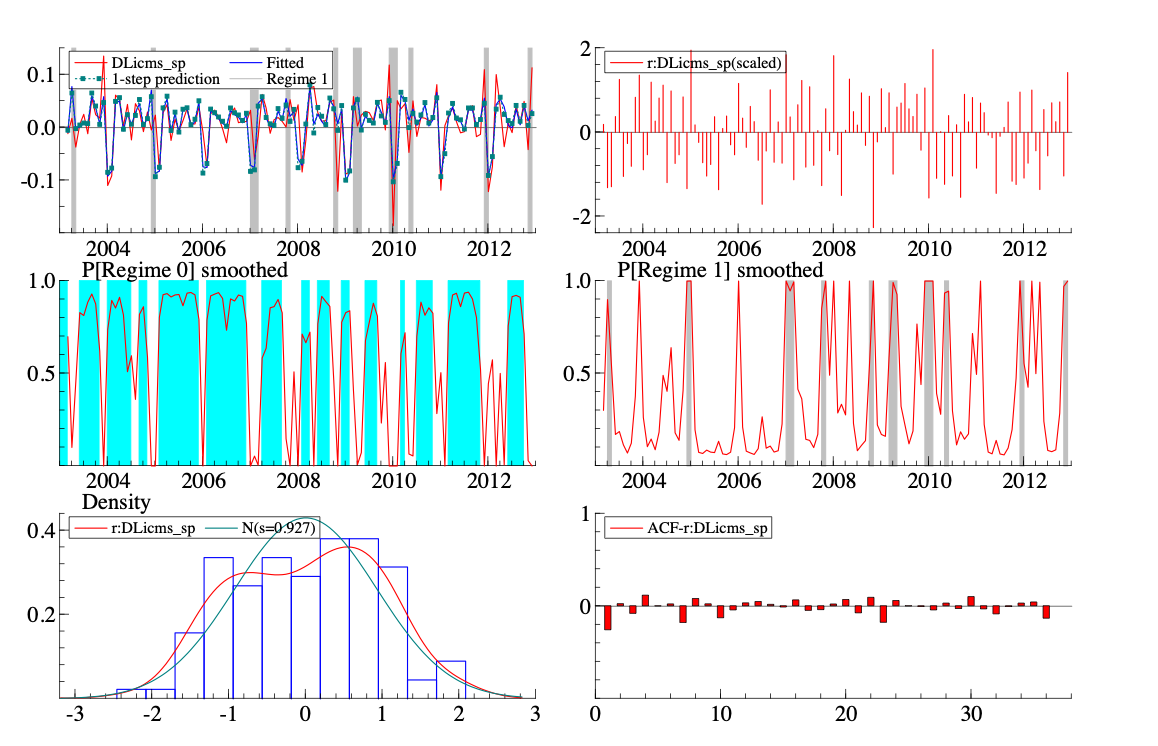 DLicms_sp Fitted
1-step prediction Regime 1
0.1
0.0
-0.1
2004 2006 2008 2010 2012
r:DLicms_sp(scaled)
2
0
-2
2004 2006 2008 2010 2012
P[Regime 0] smoothed
1.0
0.5
2004 2006 2008 2010 2012
P[Regime 1] smoothed
1.0
0.5
2004 2006 2008 2010 2012
Density
r:DLicms_sp N(s=0.927)
0.4
0.2
-3 -2 -1 0 1 2 3
ACF-r:DLicms_sp
1
0
0 10 20 30